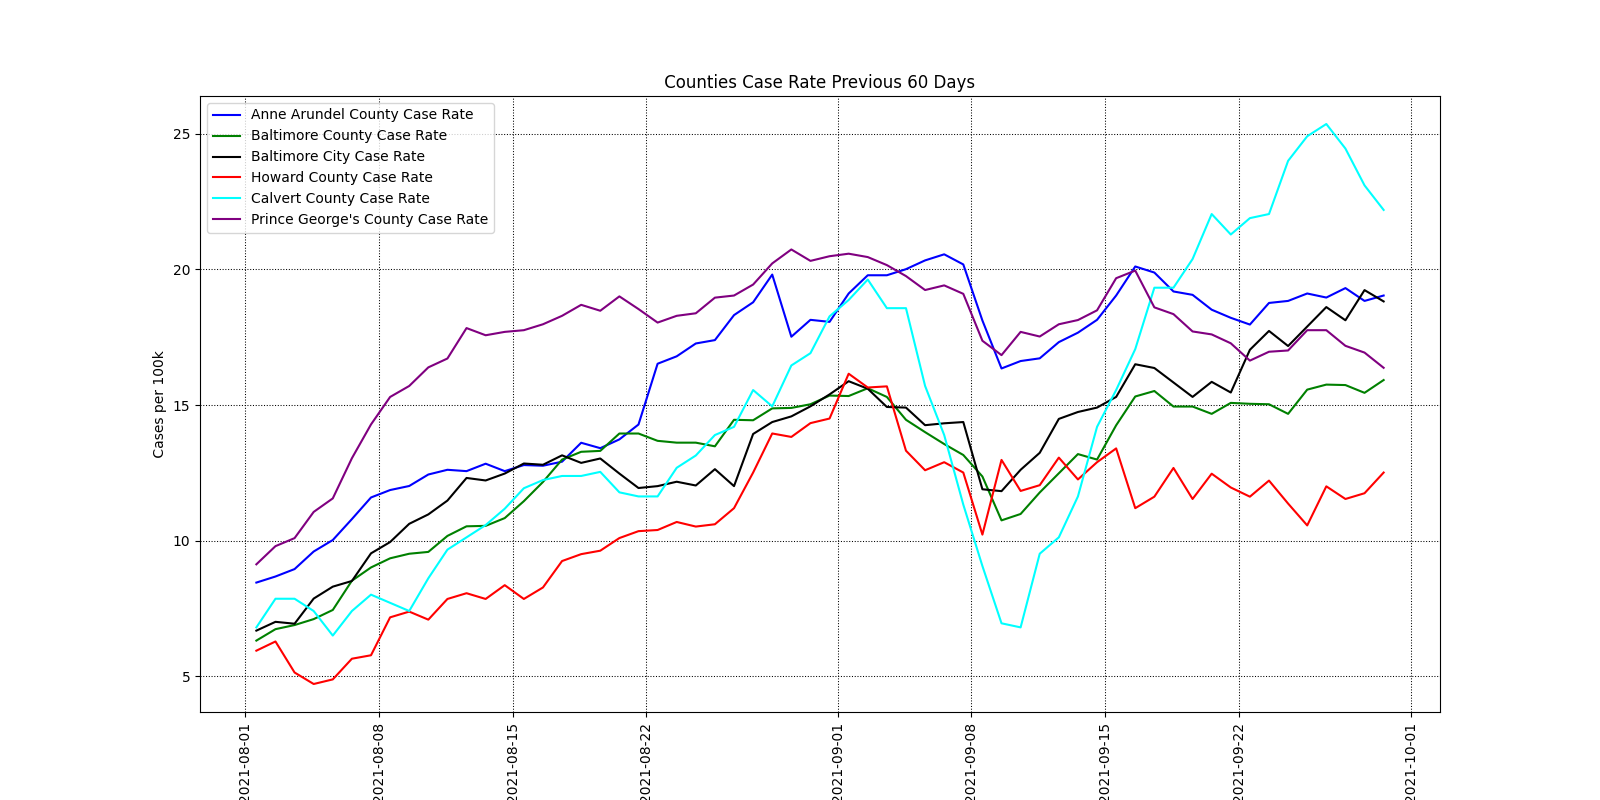 Counties Case Rate Previous 60 Days
Anne Arundel County Case Rate
Baltimore County Case Rate
Baltimore City Case Rate
Howard County Case Rate
Calvert County Case Rate
Prince George's County Case Rate
Cases per 100k
25
20
15
10
5
2021-08-01
2021-08-08
2021-08-15
2021-08-22
2021-09-01
2021-09-08
2021-09-15
2021-09-22
2021-10-01